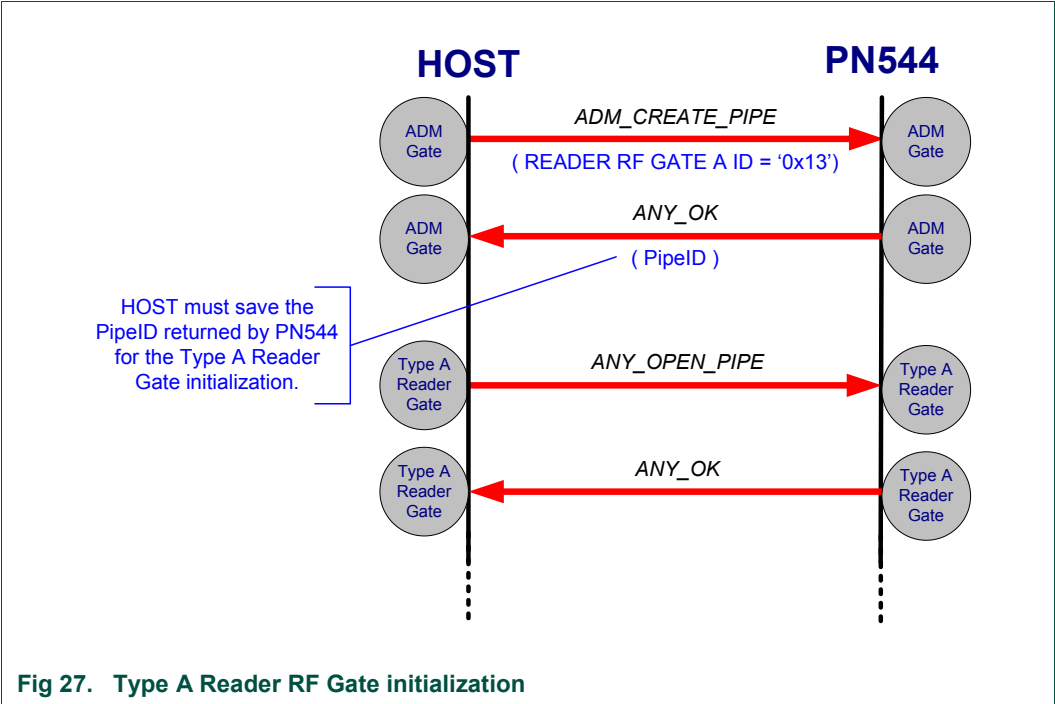 HOST
PN544
ADM
Gate
ADM_CREATE_PIPE
( READER RF GATE A ID = ‘0x13’)
ADM
Gate
ADM
Gate
ANY_OK
( PipeID )
ADM
Gate
HOST must save the
PipeID returned by PN544
for the Type A Reader
Gate initialization.
Type A
Reader
Gate
ANY_OPEN_PIPE
Type A
Reader
Gate
Type A
Reader
Gate
ANY_OK
Type A
Reader
Gate
Fig 27. Type A Reader RF Gate initialization